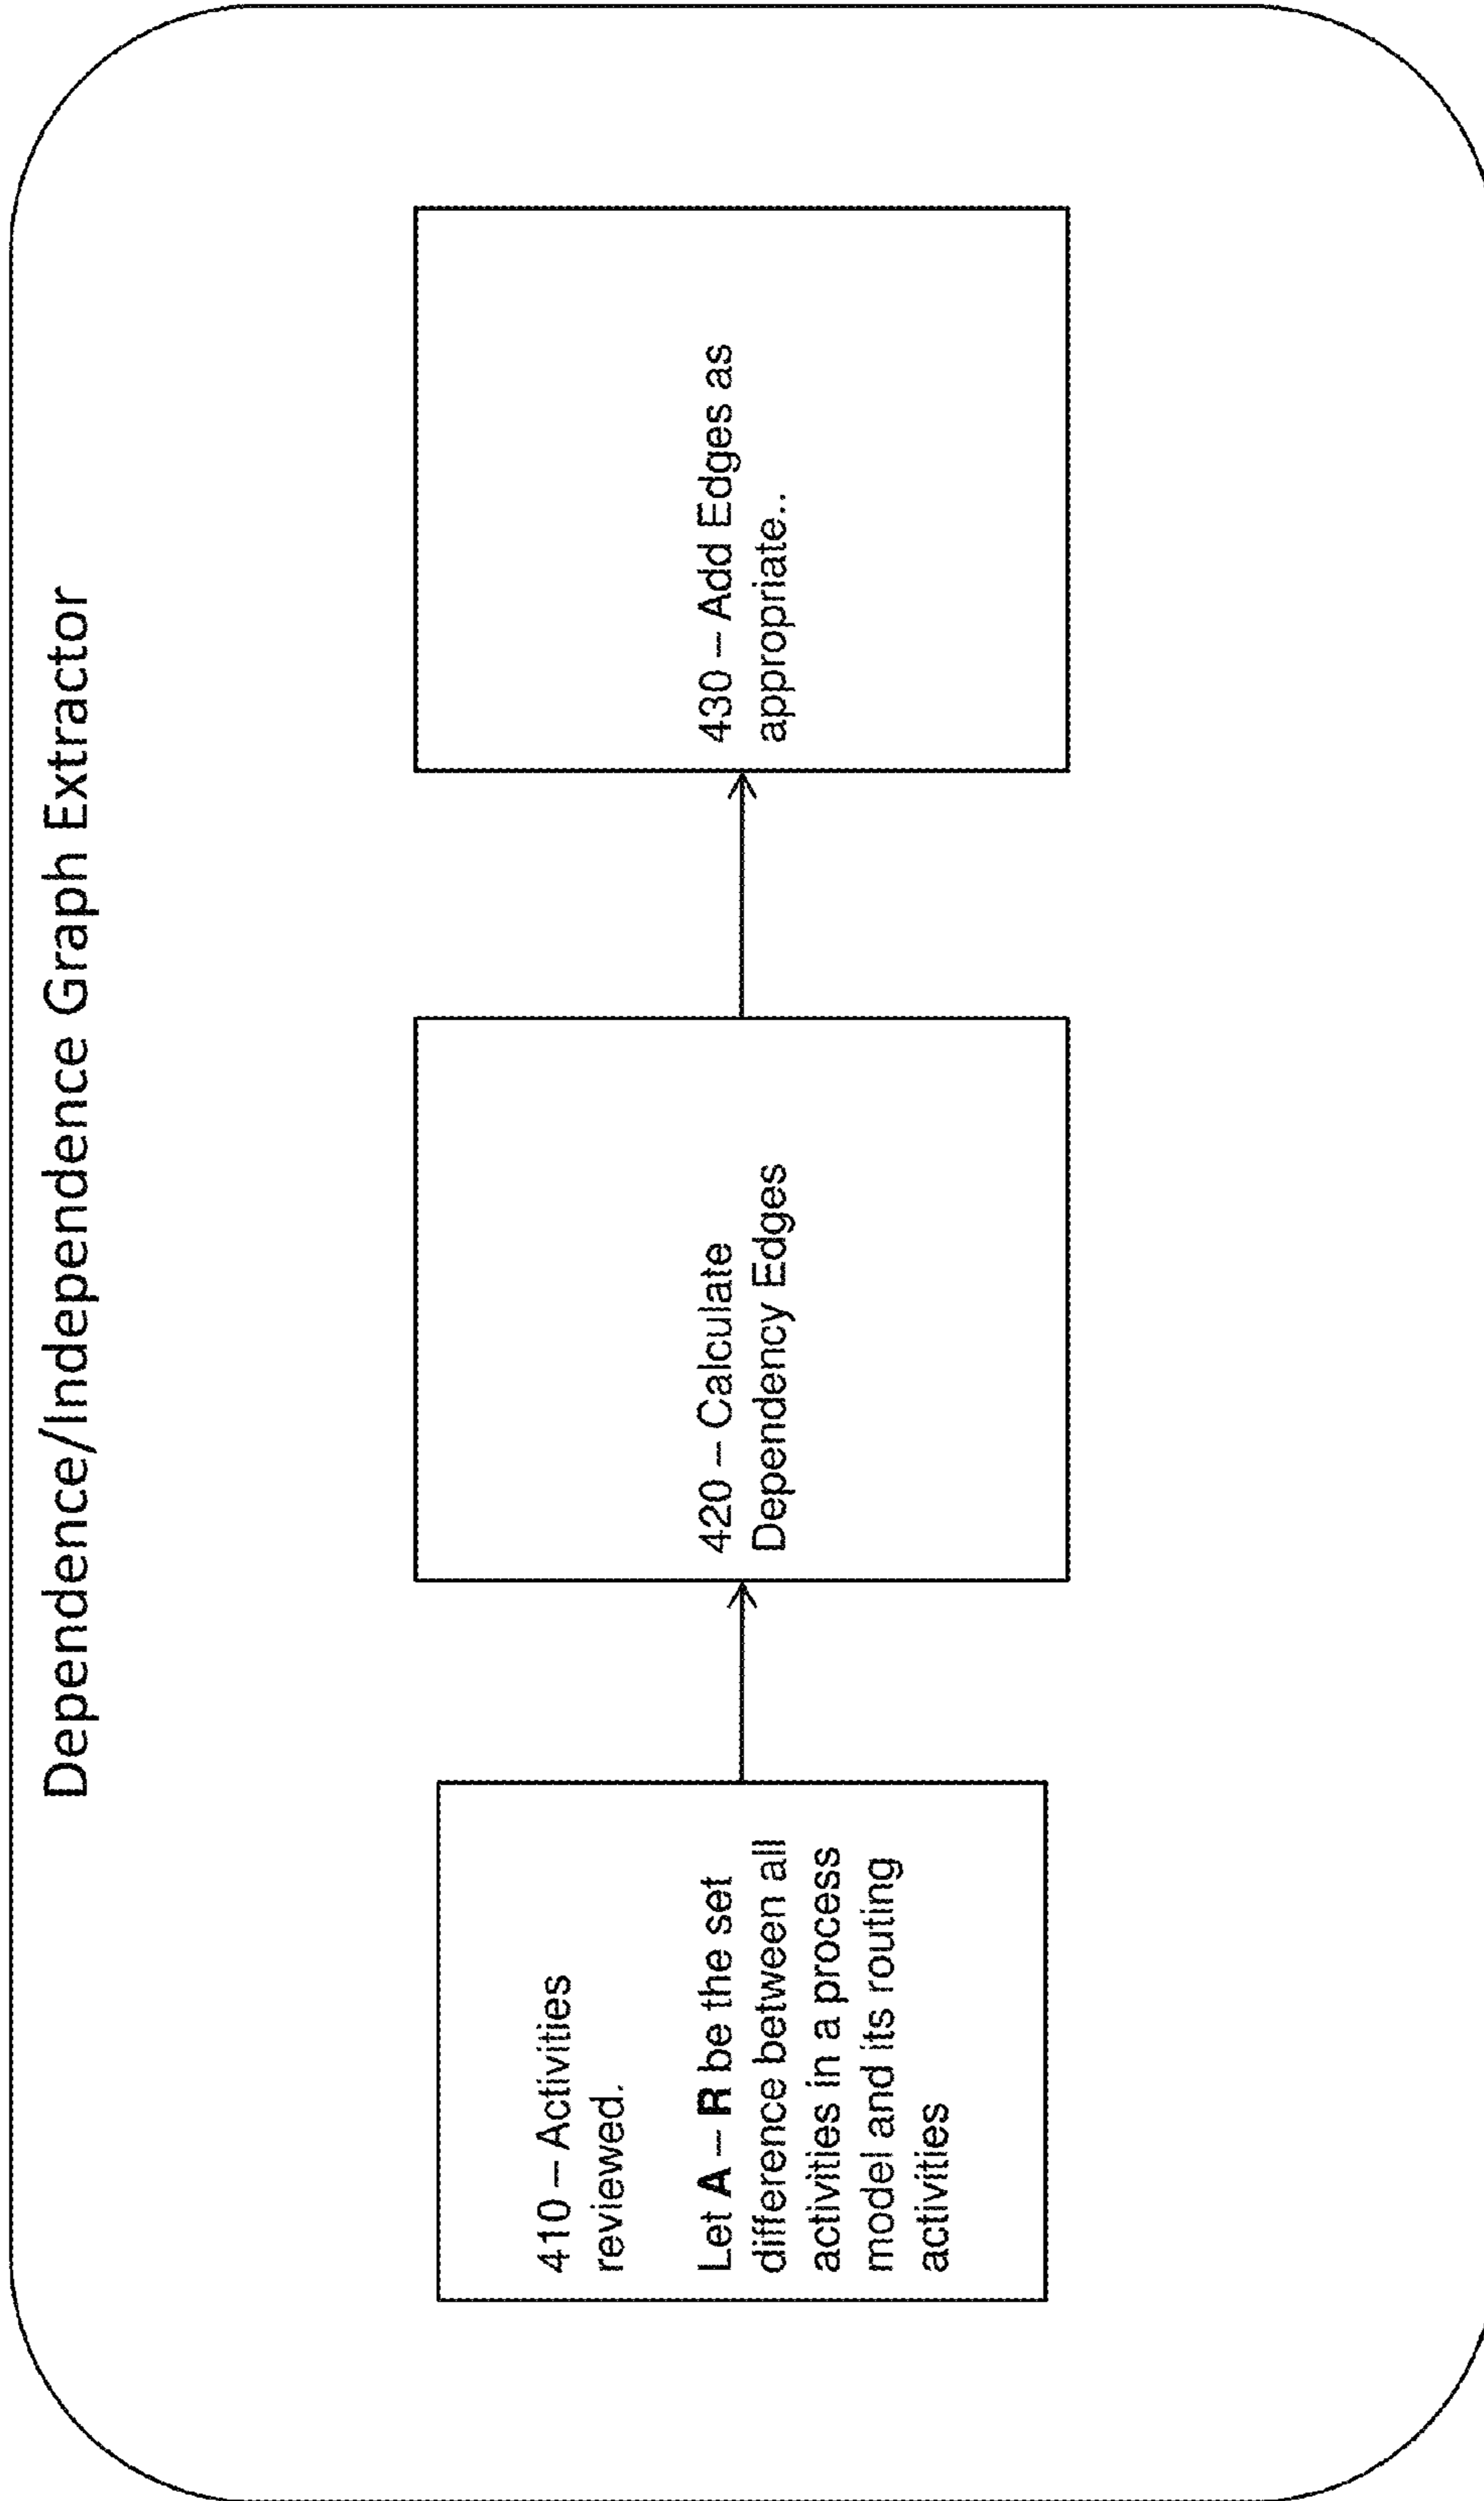 Dependence/Independence Graph Extractor
410 – Activities
reviewed.
Let A – R be the set
difference between all
activities in a process
model and its routing
activities
420 – Calculate
Dependency Edges
430 – Add Edges as
appropriate..